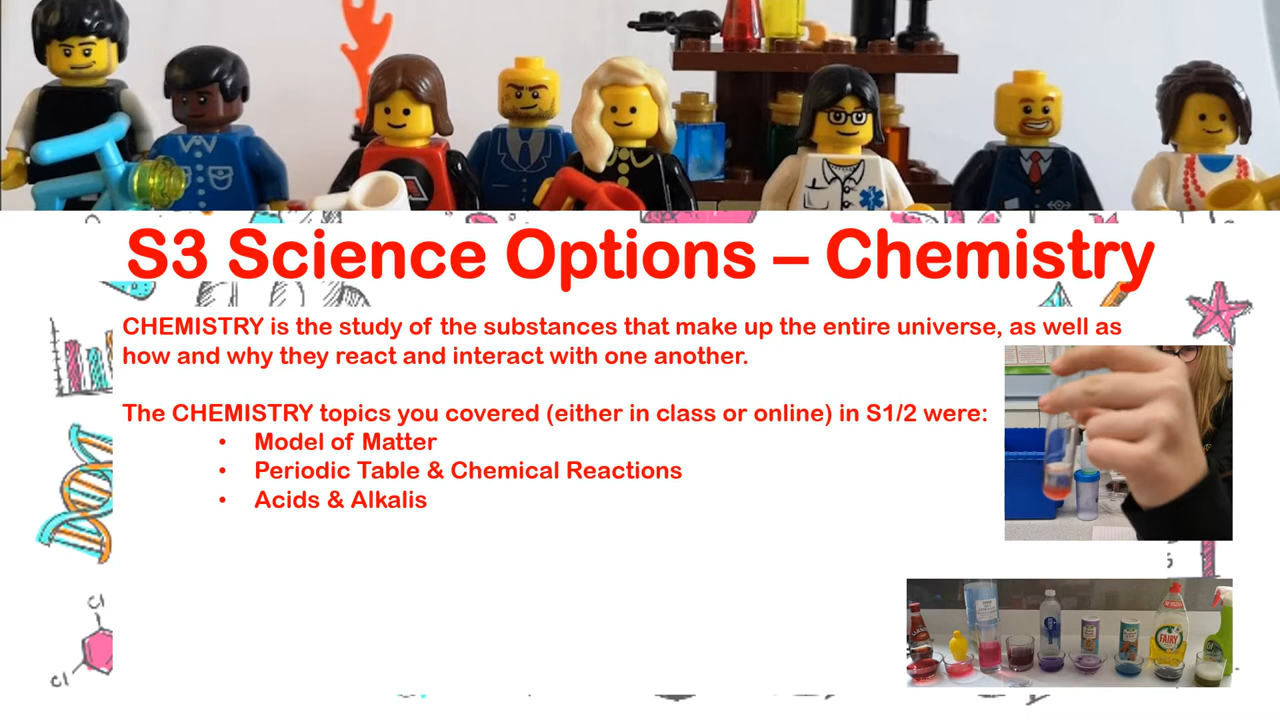 S3 Science Options – Chemistry
CHEMISTRY is the study of the substances that make up the entire universe, as well as
how and why they react and interact with one another.
The CHEMISTRY topics you covered (either in class or online) in S1/2 were:
• Model of Matter
• Periodic Table & Chemical Reactions
• Acids & Alkalis
Cl
Cl
FAIRY